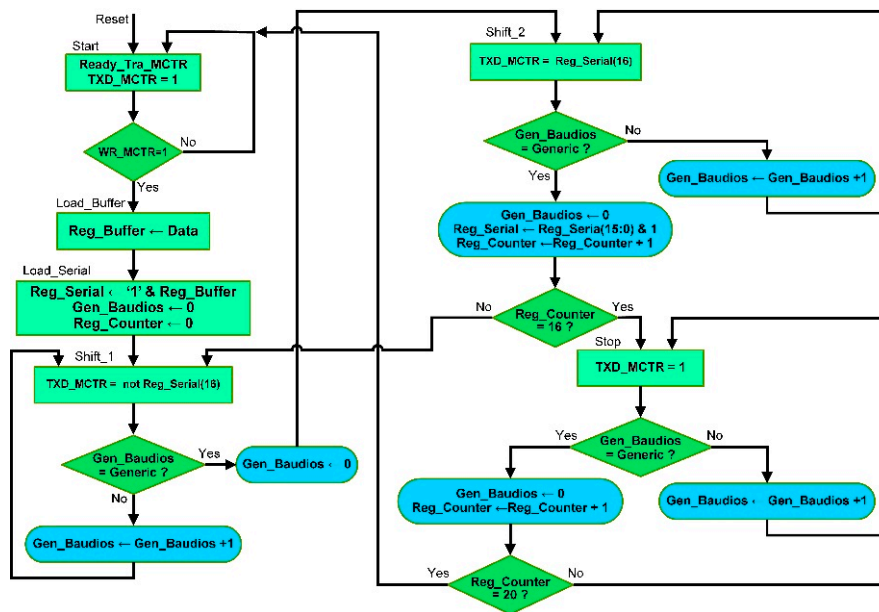 Reset
Start
Ready_Tra_MCTR
TXD_MCTR = 1
WR_MCTR=1
No
Yes
Load_Buffer
Reg_Buffer ← Data
Load_Serial
Reg_Serial ← '1' & Reg_Buffer
Gen_Baudios ← 0
Reg_Counter ← 0
Shift_1
TXD_MCTR = not Reg_Serial(16)
Gen_Baudios
= Generic ?
Yes
Gen_Baudios ← 0
No
Gen_Baudios ← Gen_Baudios +1
Shift_2
TXD_MCTR = Reg_Serial(16)
Gen_Baudios
= Generic ?
No
Gen_Baudios ← Gen_Baudios +1
Yes
Gen_Baudios ← 0
Reg_Serial ← Reg_Seria(15:0) & 1
Reg_Counter ←Reg_Counter + 1
No
Reg_Counter
= 16 ?
Yes
Stop
TXD_MCTR = 1
Gen_Baudios
= Generic ?
Yes
No
Gen_Baudios ← 0
Reg_Counter ←Reg_Counter + 1
Gen_Baudios ← Gen_Baudios +1
Yes
Reg_Counter
= 20 ?
No